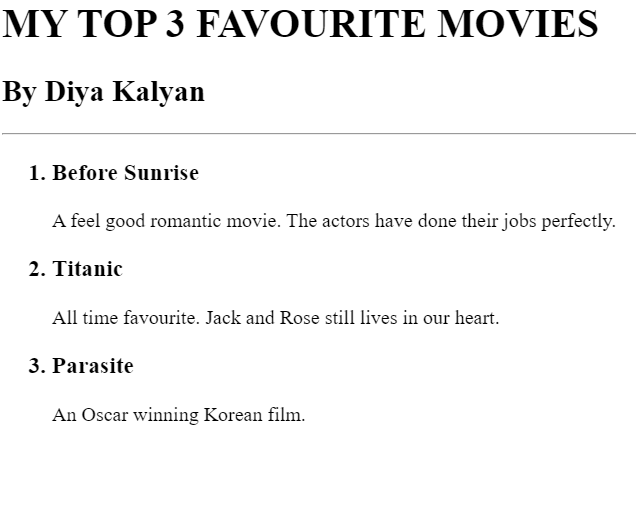 MY TOP 3 FAVOURITE MOVIES
By Diya Kalyan
1. Before Sunrise
A feel good romantic movie. The actors have done their jobs perfectly.
2. Titanic
All time favourite. Jack and Rose still lives in our heart.
3. Parasite
An Oscar winning Korean film.